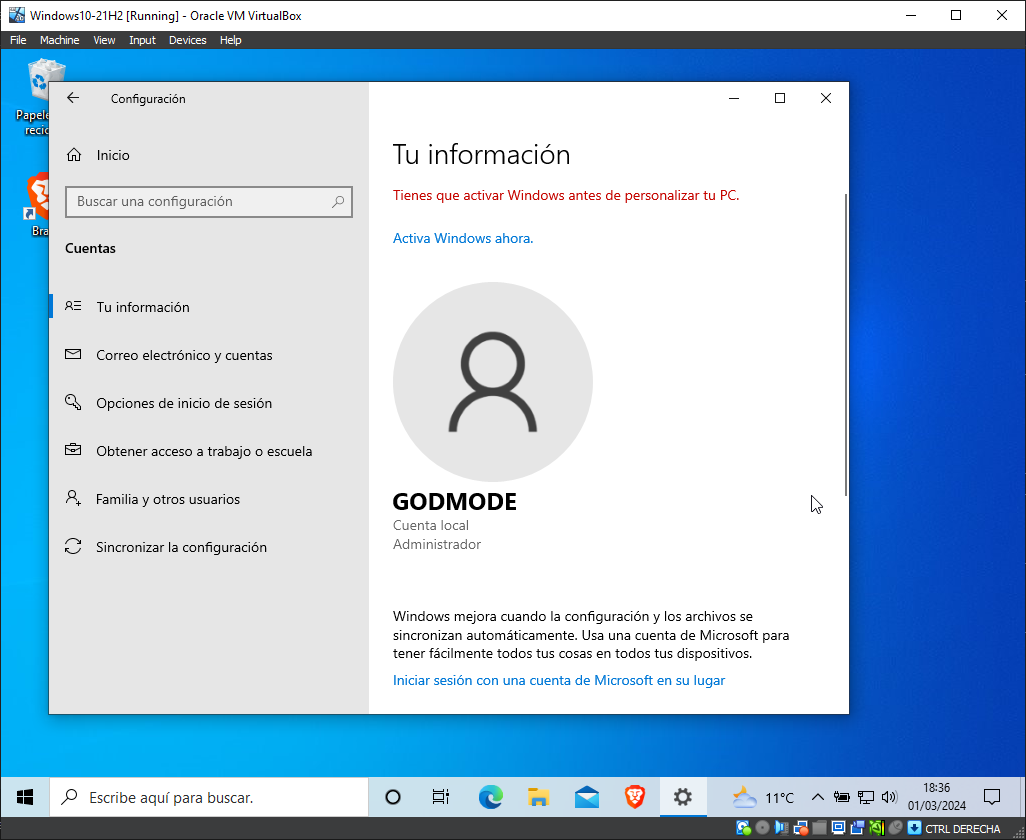 Windows10-21H2 [Running] - Oracle VM VirtualBox
File Machine View Input Devices Help
Configuración
Inicio
Buscar una configuración
Cuentas
Tu información
Correo electrónico y cuentas
Opciones de inicio de sesión
Obtener acceso a trabajo o escuela
Familia y otros usuarios
Sincronizar la configuración
Tu información
Tienes que activar Windows antes de personalizar tu PC.
Activa Windows ahora.
GODMODE
Cuenta local
Administrador
Windows mejora cuando la configuración y los archivos se
sincronizan automáticamente. Usa una cuenta de Microsoft para
tener fácilmente todos tus cosas en todos tus dispositivos.
Iniciar sesión con una cuenta de Microsoft en su lugar
Escribe aquí para buscar.
11°C
18:36
01/03/2024
CTRL DERECHA